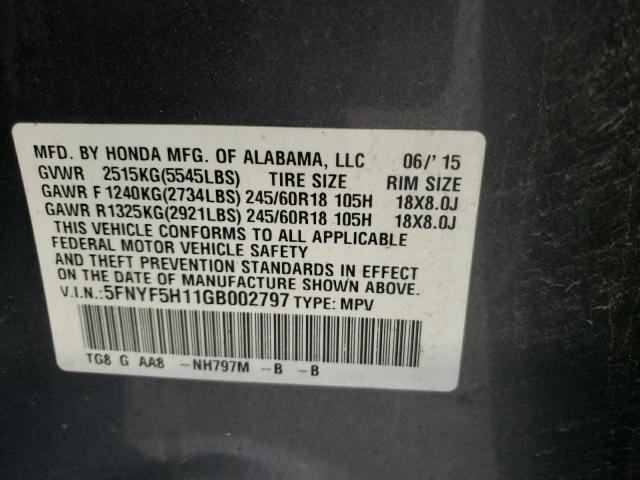 MFD. BY HONDA MFG. OF ALABAMA, LLC 06/' 15
GVWR 2515KG(5545LBS) TIRE SIZE RIM SIZE
GAWR F 1240KG(2734LBS) 245/60R18 105H 18X8.0J
GAWR R1325KG(2921LBS) 245/60R18 105H 18X8.0J
THIS VEHICLE CONFORMS TO ALL APPLICABLE
FEDERAL MOTOR VEHICLE SAFETY
AND THEFT PREVENTION STANDARDS IN EFFECT
ON THE DATE OF MANUFACTURE SHOWN ABOVE.
V.I.N.:5FNYF5H11GB002797 TYPE: MPV
TG8 G AA8 -NH797M -B -B